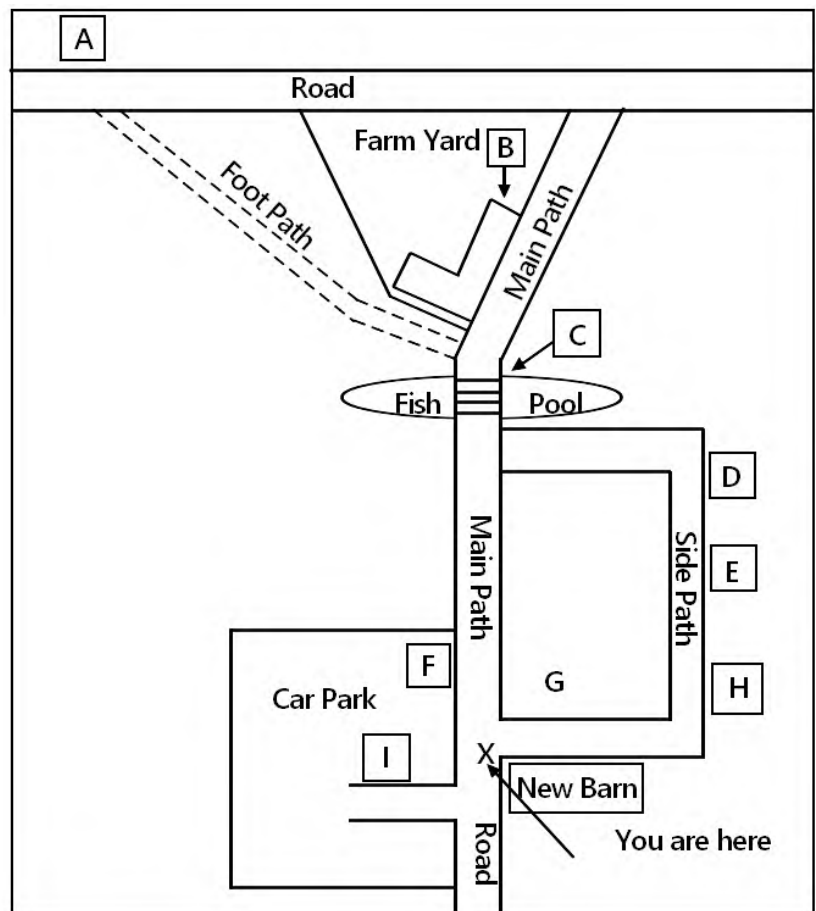 A
Road
Farm Yard
B
Foot Path
Main Path
C
Fish
Pool
D
Main Path
Side Path
E
F
G
H
Car Park
I
X
New Barn
Road
You are here